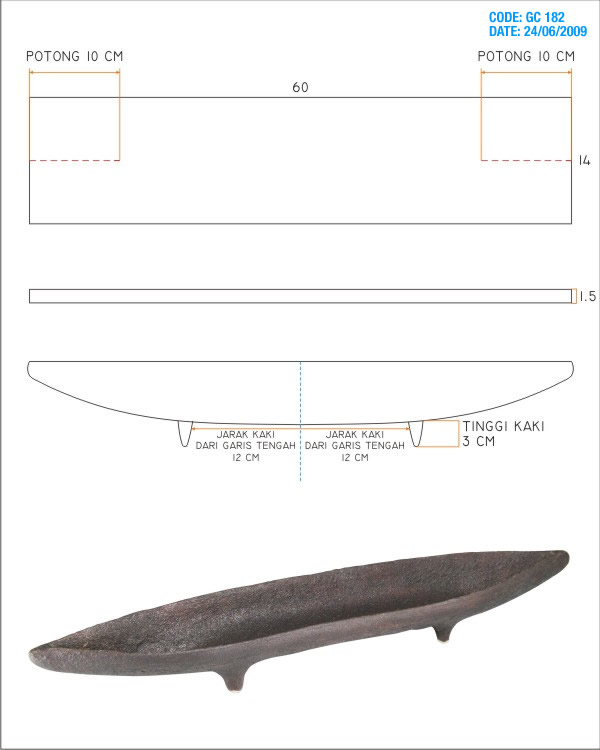 CODE: GC 182
DATE: 24/06/2009
POTONG 10 CM
POTONG 10 CM
60
14
1.5
JARAK KAKI
DARI GARIS TENGAH
12 CM
JARAK KAKI
DARI GARIS TENGAH
12 CM
TINGGI KAKI
3 CM